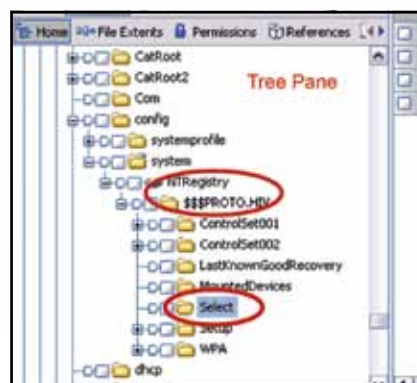 Home File Extents Permissions References
CatRoot
CatRoot2
Tree Pane
Com
config
systemprofile
system
NTRegistry
$$$PROTO.HIV
ControlSet001
ControlSet002
LastKnownGoodRecovery
MountedDevices
Select
Setup
WPA
dhcp